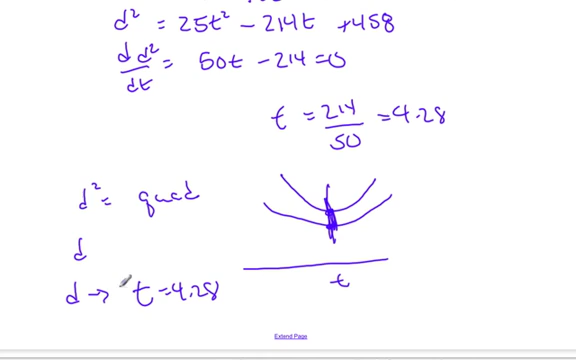 d² = 25t² - 214t + 458
d d²/dt = 50t - 214 = 0
t = 214/50 = 4.28
d² = quad
d
d → t = 4.28
t
Extend Page